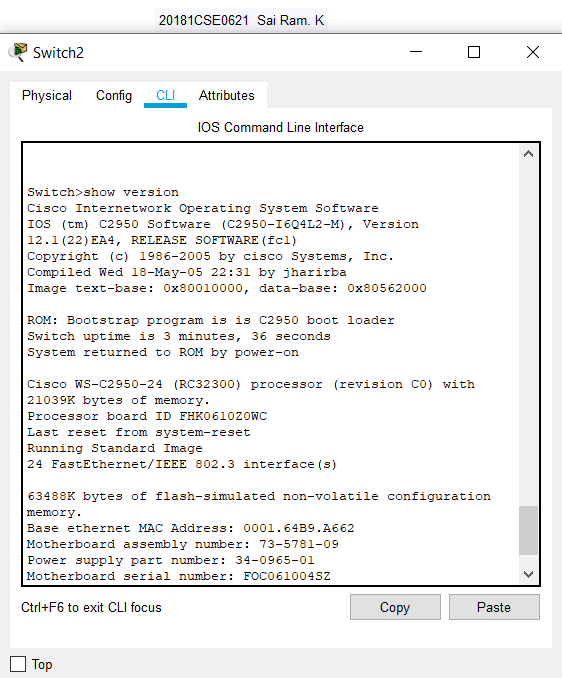 20181CSE0621  Sai Ram. K
Switch2
Physical Config CLI Attributes
IOS Command Line Interface
Switch>show version
Cisco Internetwork Operating System Software
IOS (tm) C2950 Software (C2950-I6Q4L2-M), Version
12.1(22)EA4, RELEASE SOFTWARE(fc1)
Copyright (c) 1986-2005 by cisco Systems, Inc.
Compiled Wed 18-May-05 22:31 by jharirba
Image text-base: 0x80010000, data-base: 0x80562000
ROM: Bootstrap program is is C2950 boot loader
Switch uptime is 3 minutes, 36 seconds
System returned to ROM by power-on
Cisco WS-C2950-24 (RC32300) processor (revision C0) with
21039K bytes of memory.
Processor board ID FHK0610Z0WC
Last reset from system-reset
Running Standard Image
24 FastEthernet/IEEE 802.3 interface(s)
63488K bytes of flash-simulated non-volatile configuration
memory.
Base ethernet MAC Address: 0001.64B9.A662
Motherboard assembly number: 73-5781-09
Power supply part number: 34-0965-01
Motherboard serial number: FOC061004SZ
Ctrl+F6 to exit CLI focus
Copy
Paste
Top